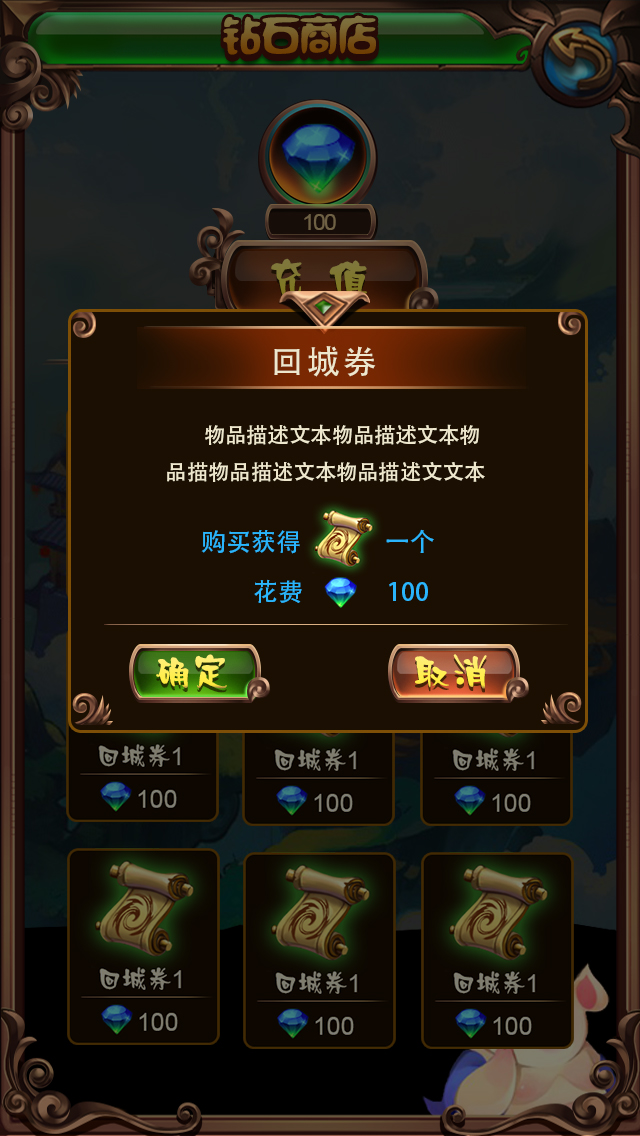 钻石商店
100
充 值
回城券
物品描述文本物品描述文本物
品描物品描述文本物品描述文文本
购买获得 一个
花费 100
确定 取消
回城券1 回城券1 回城券1
100 100 100
回城券1 回城券1 回城券1
100 100 100